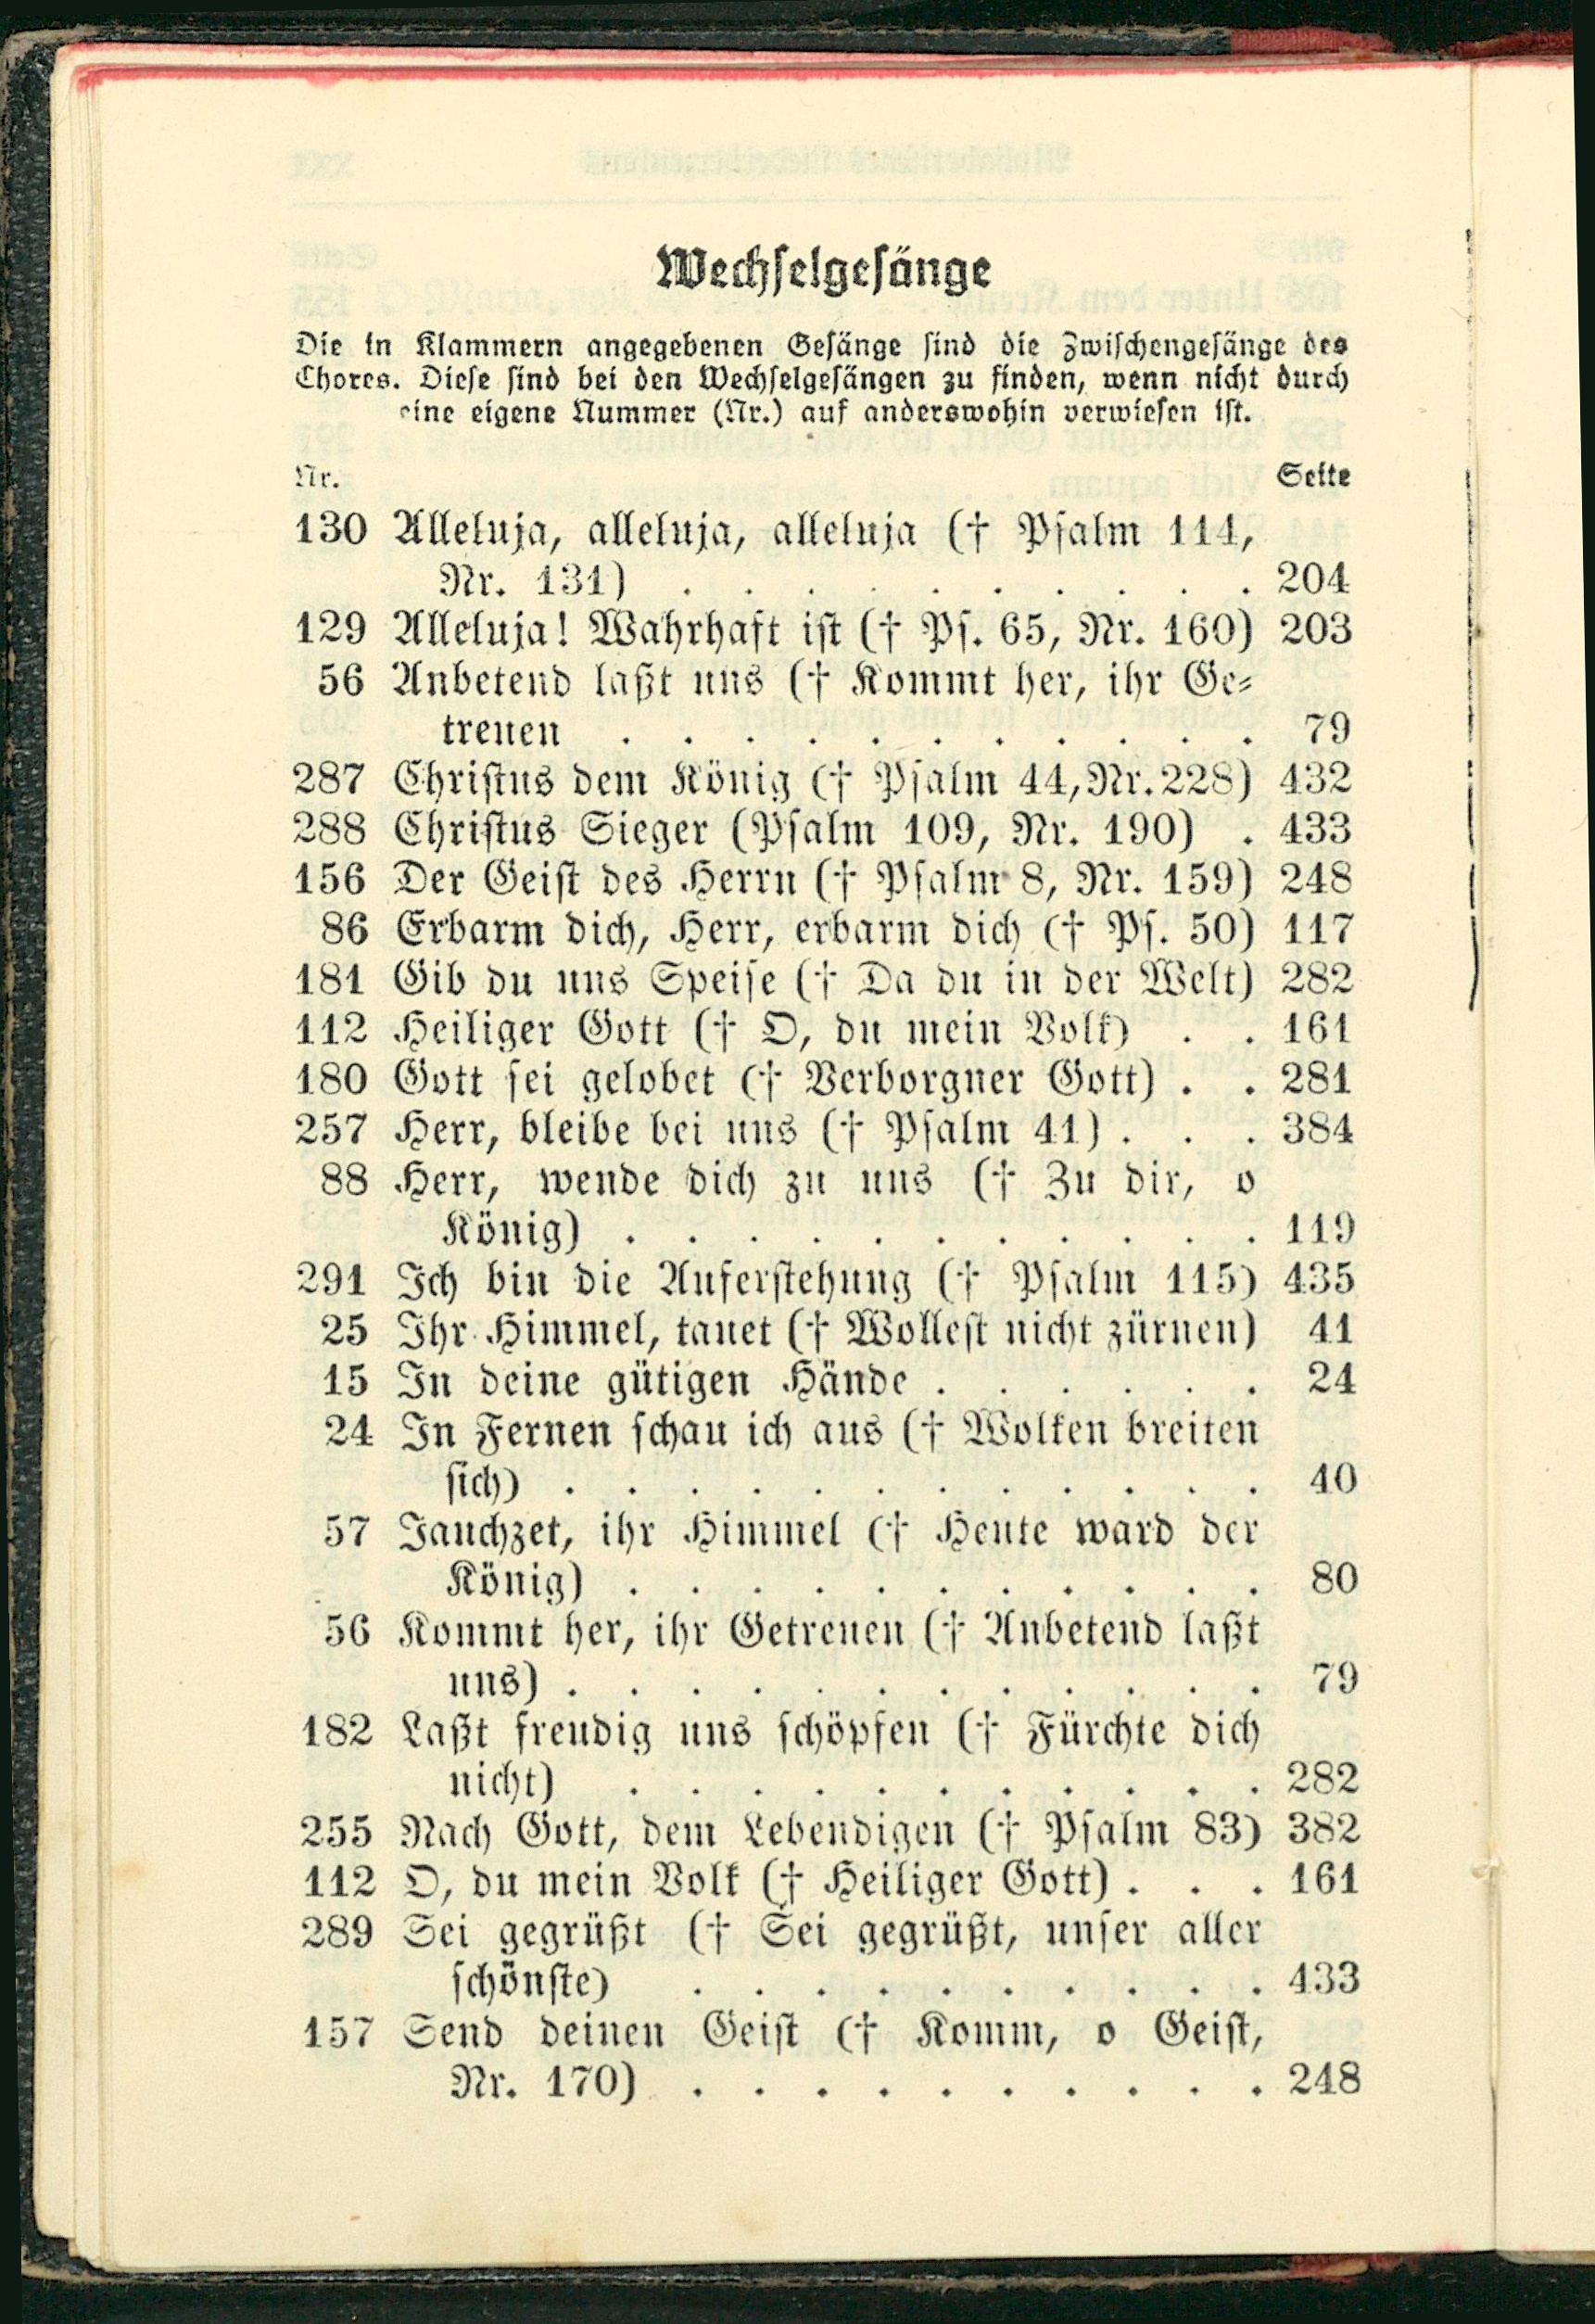 Wechselgesänge
Die in Klammern angegebenen Gesänge sind die Zwischengesänge des
Chores. Diese sind bei den Wechselgesängen zu finden, wenn nicht durch
eine eigene Nummer (Nr.) auf anderswohin verwiesen ist.
Nr. Seite
130 Alleluja, alleluja, alleluja († Psalm 114,
Nr. 131) . . . . . . . . . . 204
129 Alleluja! Wahrhaft ist († Ps. 65, Nr. 160) 203
56 Anbetend laßt uns († Kommt her, ihr Ge-
treuen . . . . . . . . . . . 79
287 Christus dem König († Psalm 44, Nr. 228) 432
288 Christus Sieger (Psalm 109, Nr. 190) . 433
156 Der Geist des Herrn († Psalm 8, Nr. 159) 248
86 Erbarm dich, Herr, erbarm dich († Ps. 50) 117
181 Gib du uns Speise († Da du in der Welt) 282
112 Heiliger Gott († O, du mein Volk) . . 161
180 Gott sei gelobet († Verborgner Gott) . . 281
257 Herr, bleibe bei uns († Psalm 41) . . . 384
88 Herr, wende dich zu uns († Zu dir, o
König) . . . . . . . . . . . 119
291 Ich bin die Auferstehung († Psalm 115) 435
25 Ihr Himmel, tauet († Wollest nicht zürnen) 41
15 In deine gütigen Hände . . . . . . 24
24 In Fernen schau ich aus († Wolken breiten
sich) . . . . . . . . . . . . 40
57 Jauchzet, ihr Himmel († Heute ward der
König) . . . . . . . . . . . 80
56 Kommt her, ihr Getreuen († Anbetend laßt
uns) . . . . . . . . . . . . 79
182 Laßt freudig uns schöpfen († Fürchte dich
nicht) . . . . . . . . . . . 282
255 Nach Gott, dem Lebendigen († Psalm 83) 382
112 O, du mein Volk († Heiliger Gott) . . . 161
289 Sei gegrüßt († Sei gegrüßt, unser aller
schönste) . . . . . . . . . . 433
157 Send deinen Geist († Komm, o Geist,
Nr. 170) . . . . . . . . . . 248